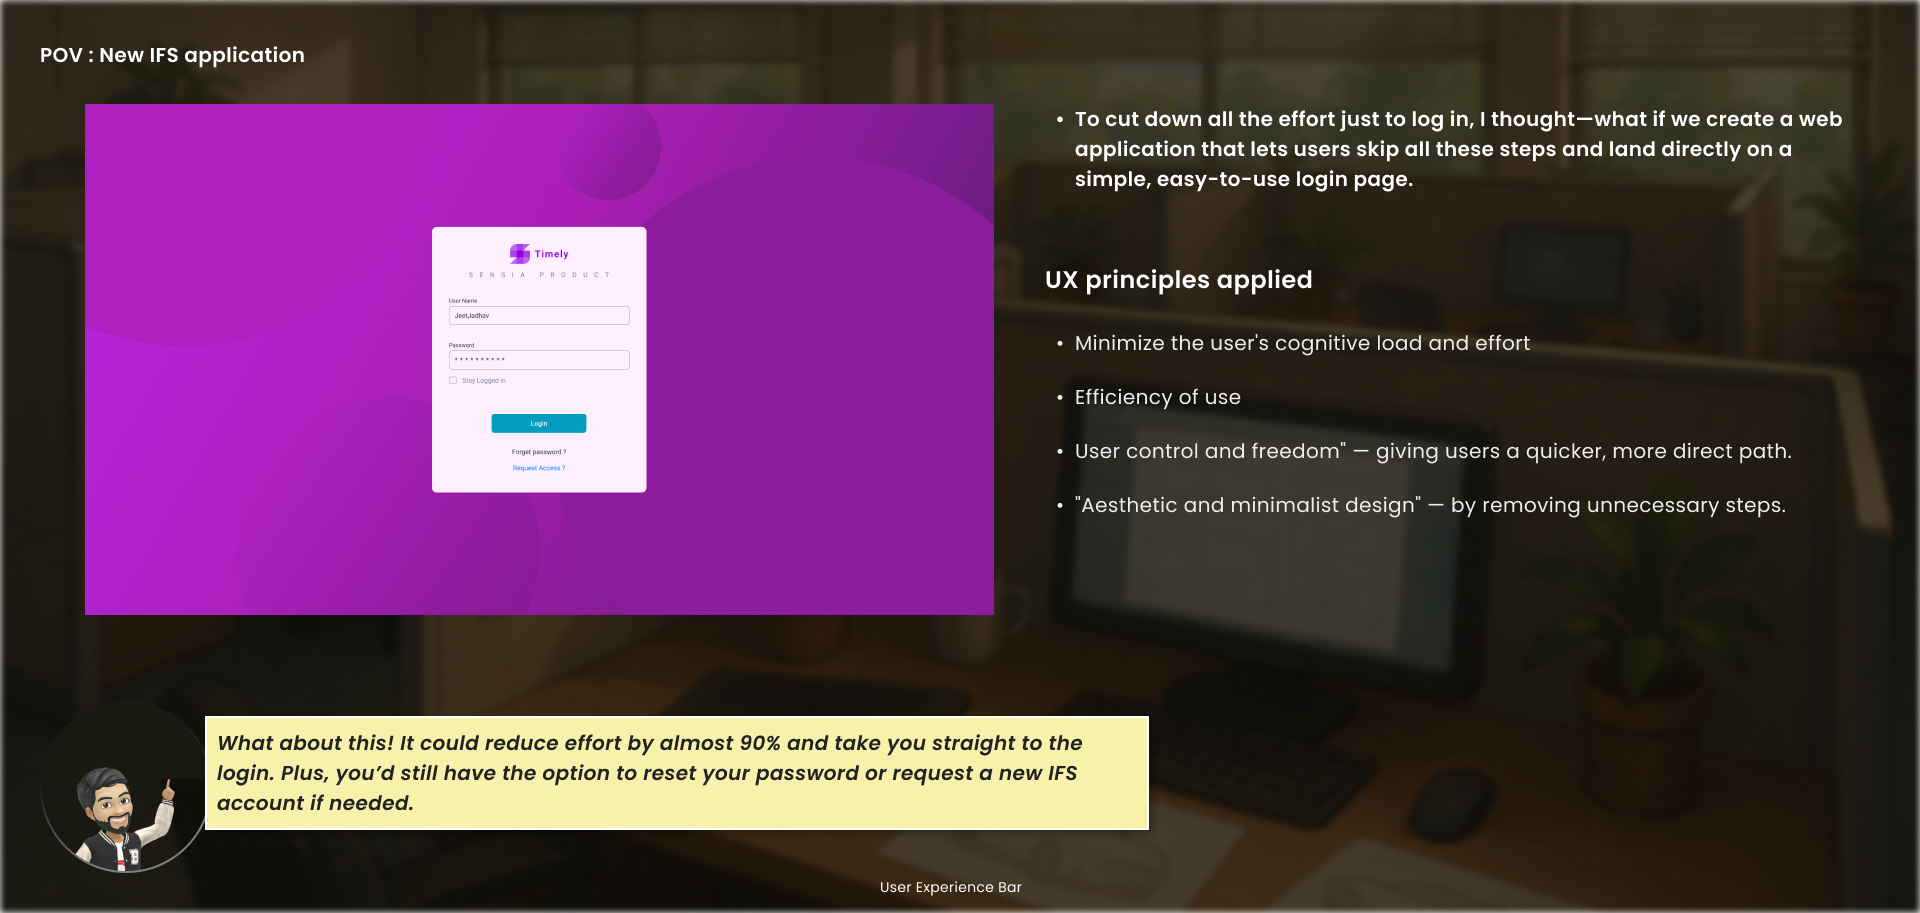 POV : New IFS application
Timely
SENSIA PRODUCT
User Name
JeetJadhav
Password
**********
Stay Logged in
Login
Forget password ?
Request Access ?
• To cut down all the effort just to log in, I thought—what if we create a web
application that lets users skip all these steps and land directly on a
simple, easy-to-use login page.
UX principles applied
• Minimize the user's cognitive load and effort
• Efficiency of use
• User control and freedom" — giving users a quicker, more direct path.
• "Aesthetic and minimalist design" — by removing unnecessary steps.
What about this! It could reduce effort by almost 90% and take you straight to the
login. Plus, you’d still have the option to reset your password or request a new IFS
account if needed.
B
User Experience Bar